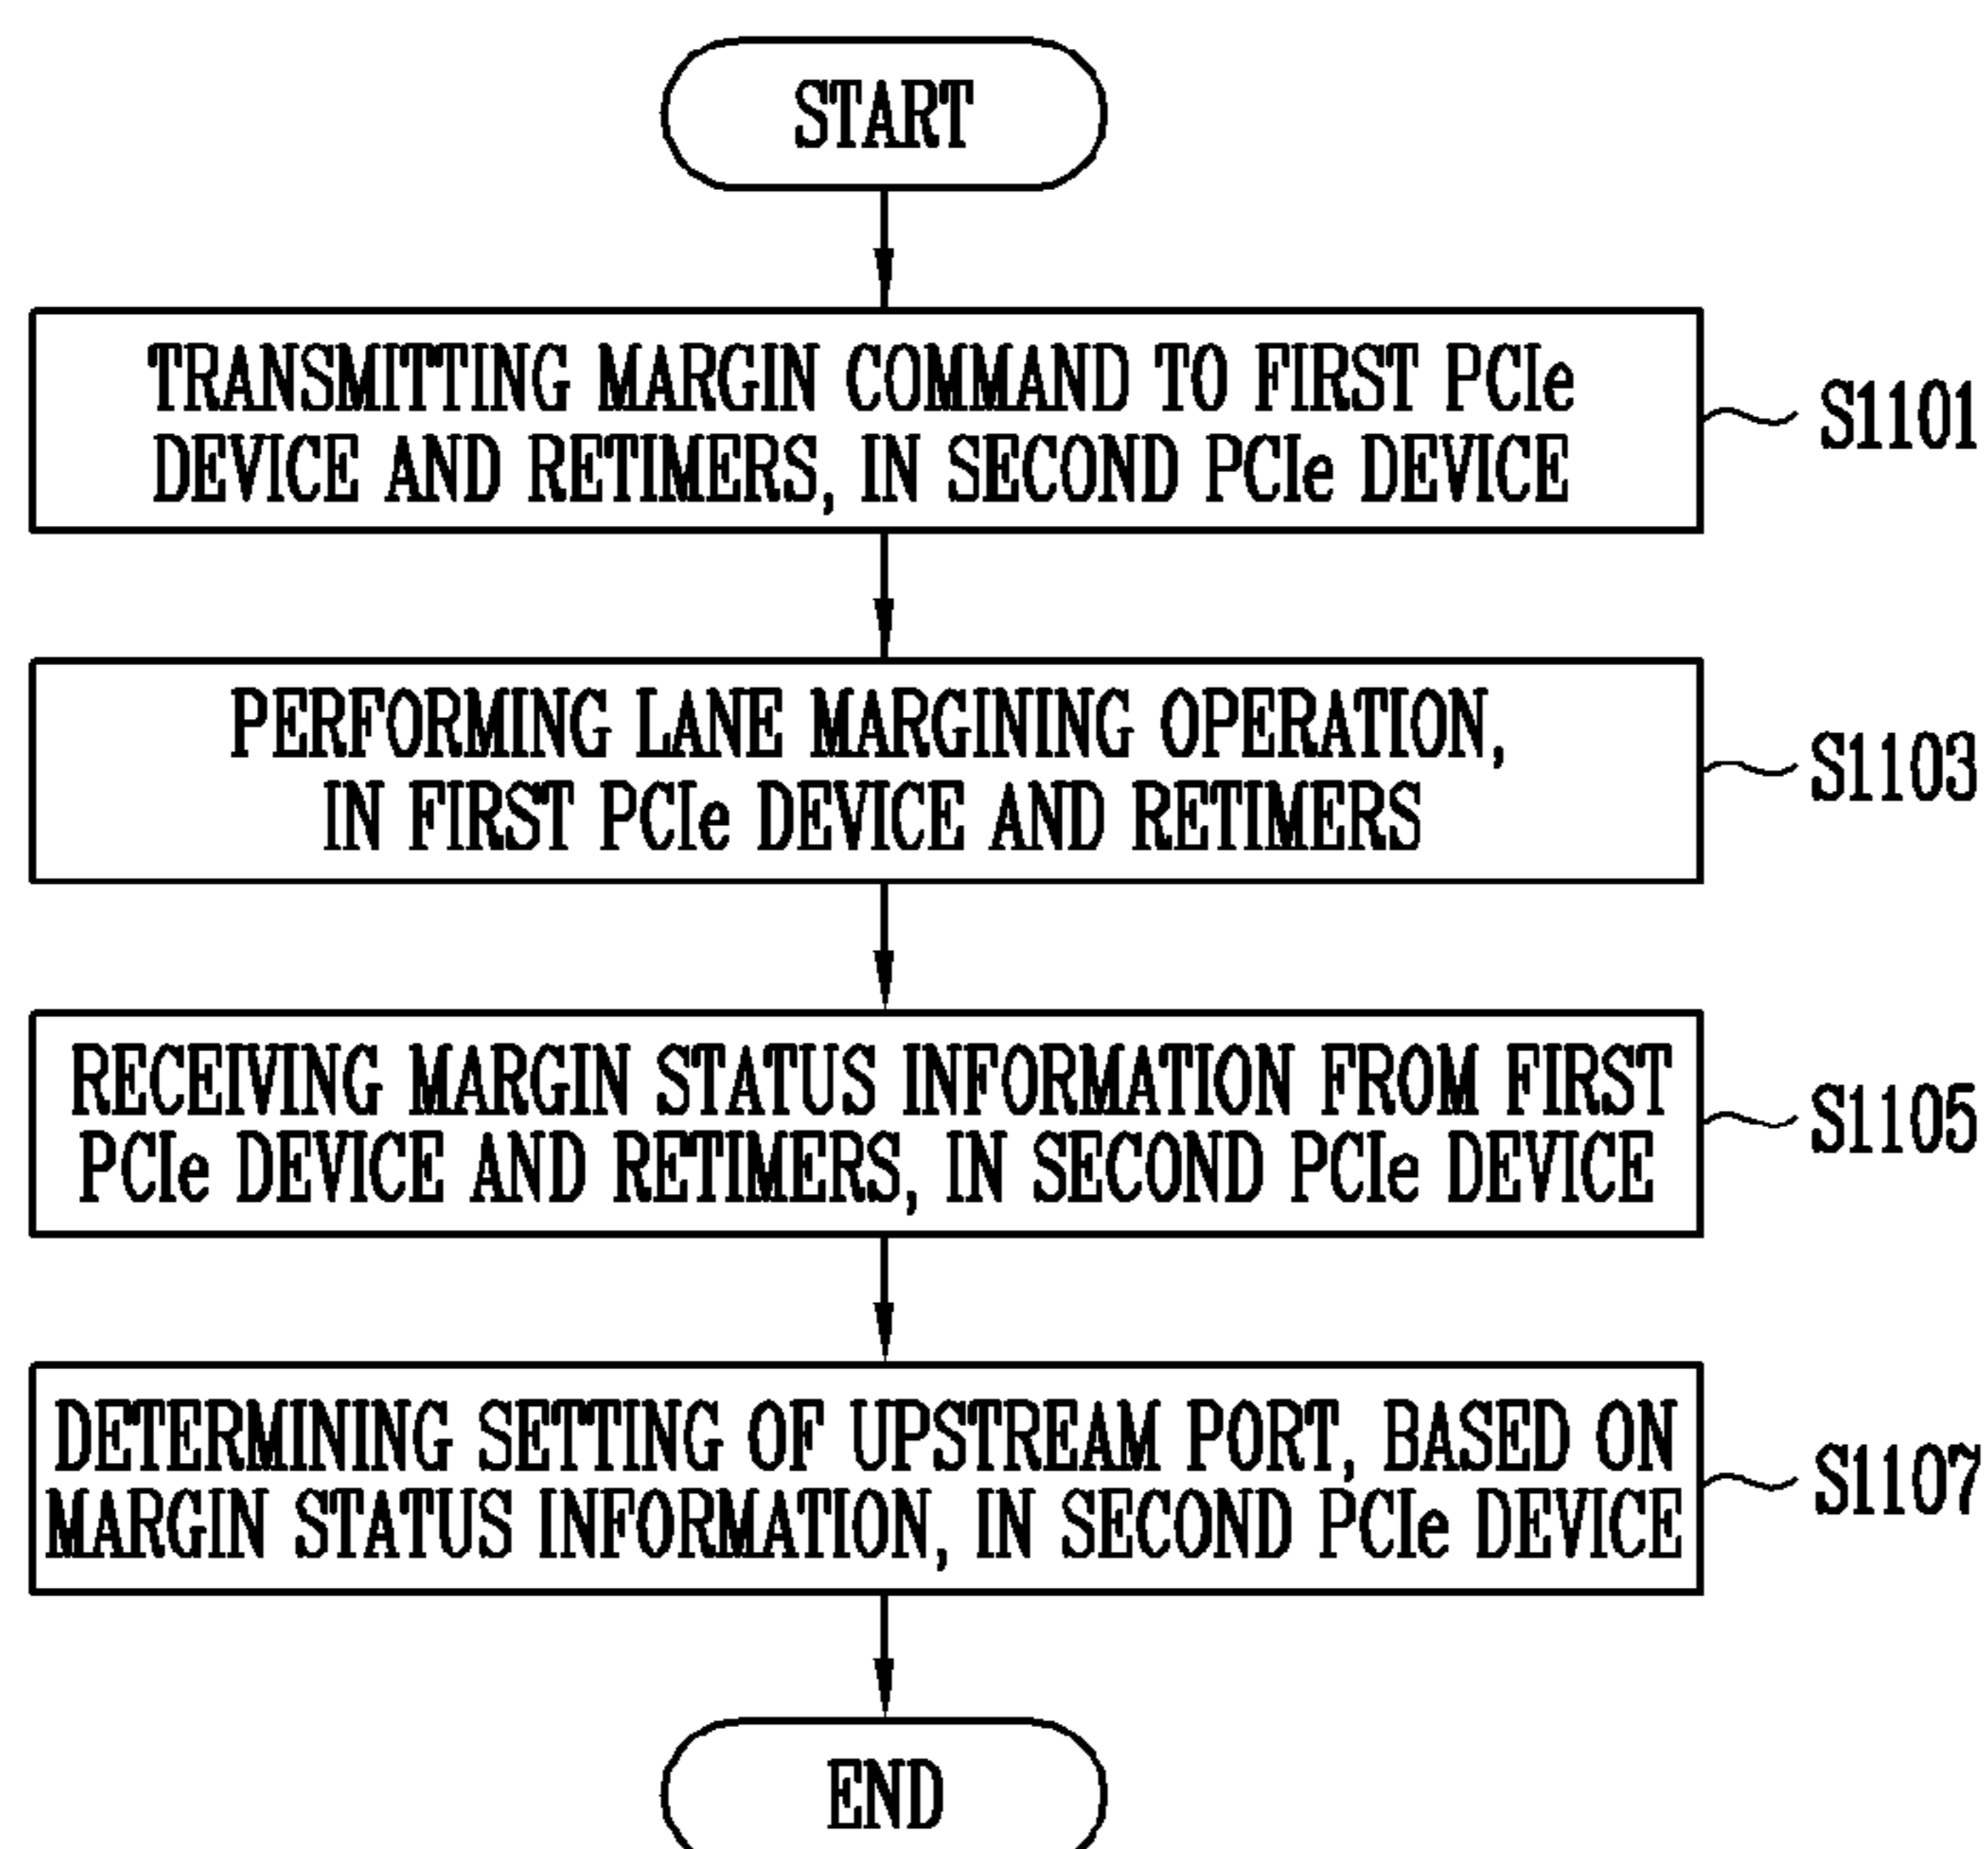 START
TRANSMITTING MARGIN COMMAND TO FIRST PCIe
DEVICE AND RETIMERS, IN SECOND PCIe DEVICE
S1101
PERFORMING LANE MARGINING OPERATION,
IN FIRST PCIe DEVICE AND RETIMERS
S1103
RECEIVING MARGIN STATUS INFORMATION FROM FIRST
PCIe DEVICE AND RETIMERS, IN SECOND PCIe DEVICE
S1105
DETERMINING SETTING OF UPSTREAM PORT, BASED ON
MARGIN STATUS INFORMATION, IN SECOND PCIe DEVICE
S1107
END